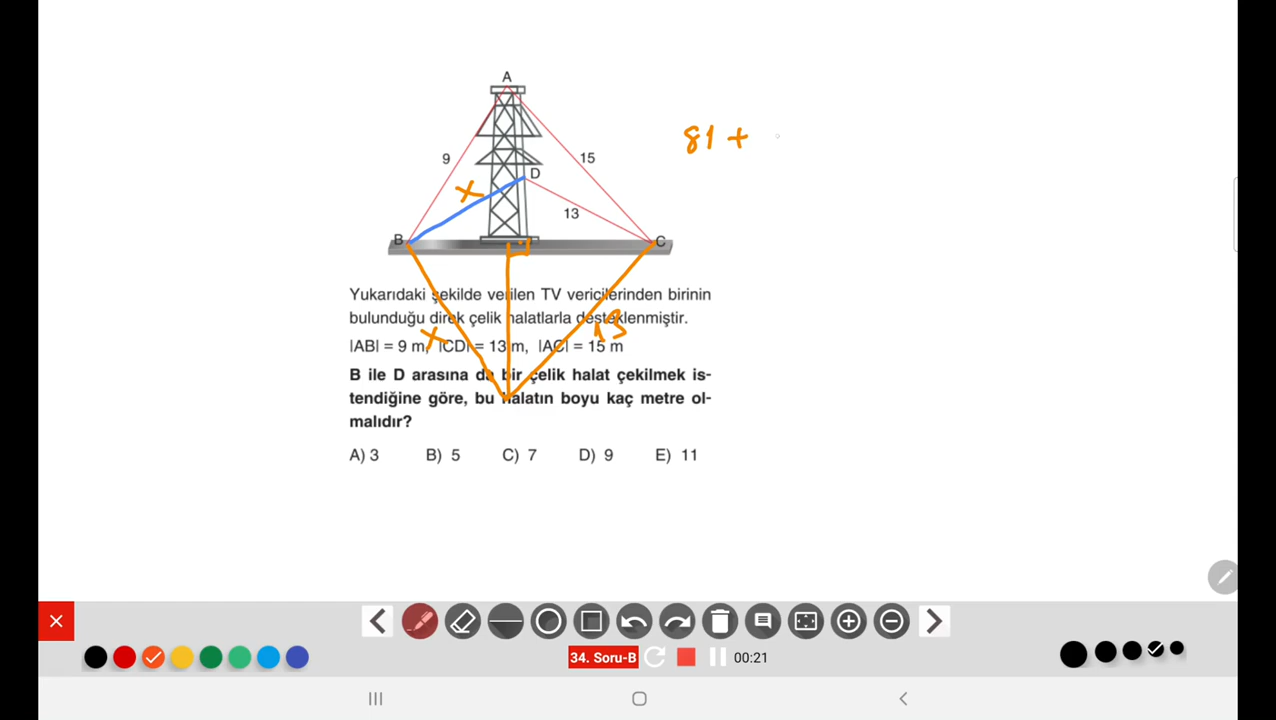 A
81 +
9
15
D
x
13
B
C
Yukarıdaki şekilde verilen TV vericilerinden birinin
bulunduğu direk çelik halatlarla desteklenmiştir.
13
x
|AB| = 9 m, |CD| = 13 m, |AC| = 15 m
B ile D arasına da bir çelik halat çekilmek is-
tendiğine göre, bu halatın boyu kaç metre ol-
malıdır?
A) 3 B) 5 C) 7 D) 9 E) 11
34. Soru-B 00:21